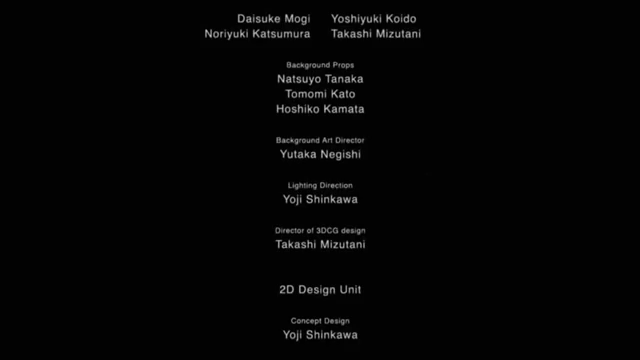 Daisuke Mogi Yoshiyuki Koido
Noriyuki Katsumura Takashi Mizutani
Background Props
Natsuyo Tanaka
Tomomi Kato
Hoshiko Kamata
Background Art Director
Yutaka Negishi
Lighting Direction
Yoji Shinkawa
Director of 3DCG design
Takashi Mizutani
2D Design Unit
Concept Design
Yoji Shinkawa